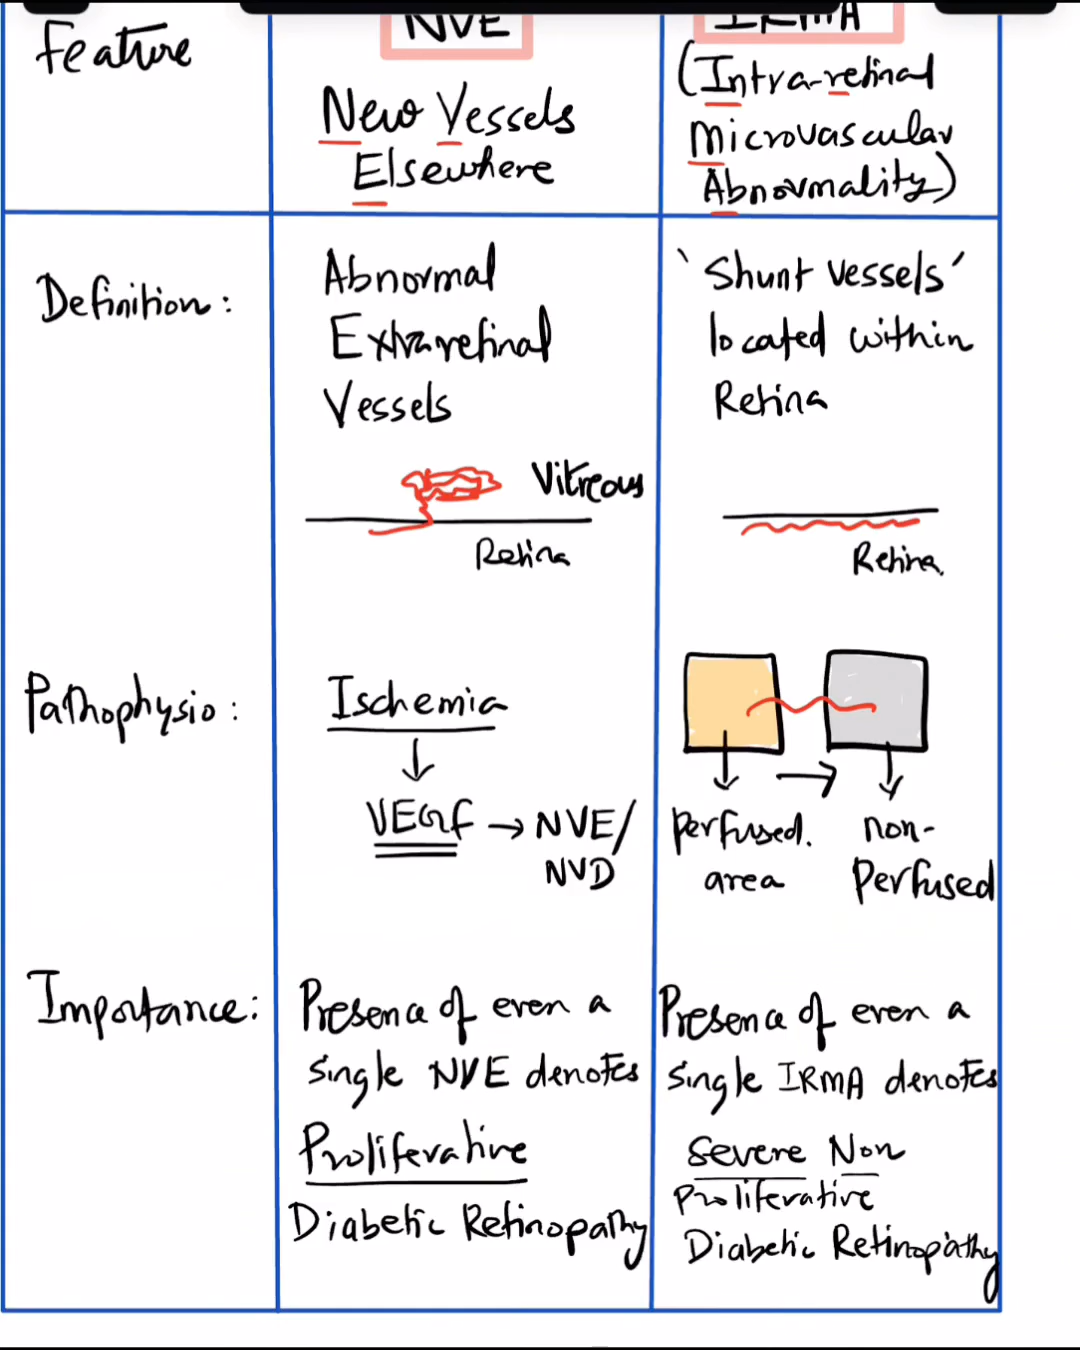 Feature
NVE
New Vessels
Elsewhere
IRMA
(Intra-retinal
Microvascular
Abnormality)
Definition:
Abnormal
Extraretinal
Vessels
Vitreous
Retina
'Shunt vessels'
located within
Retina
Retina.
Pathophysio:
Ischemia
↓
VEGF → NVE/
NVD
↓ → ↓
perfused.
area
non-
Perfused
Importance:
Presence of even a
single NVE denotes
Proliferative
Diabetic Retinopathy
Presence of even a
single IRMA denotes
Severe Non
Proliferative
Diabetic Retinopathy